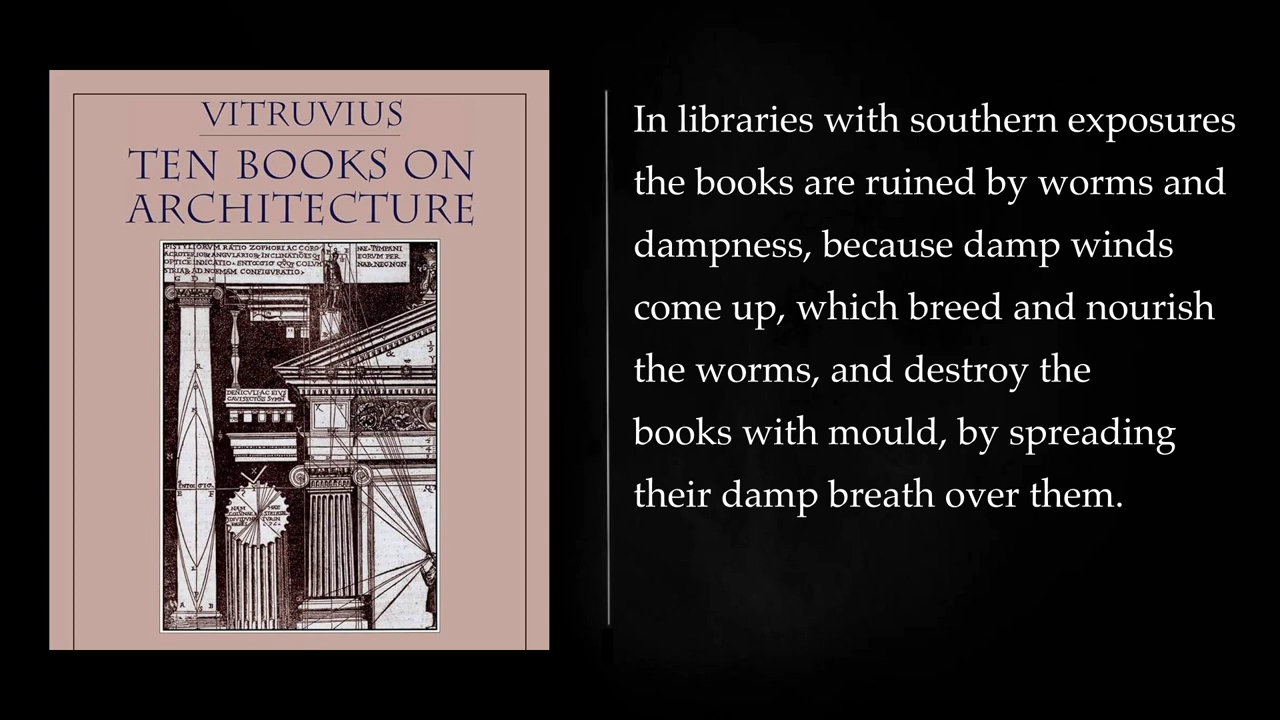 VITRUVIUS
TEN BOOKS ON
ARCHITECTURE
In libraries with southern exposures
the books are ruined by worms and
dampness, because damp winds
come up, which breed and nourish
the worms, and destroy the
books with mould, by spreading
their damp breath over them.